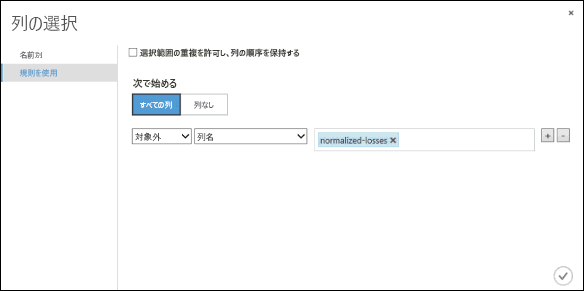 列の選択
名前別
規則を使用
選択範囲の重複を許可し、列の順序を保持する
次で始める
すべての列
列なし
対象外
列名
normalized-losses